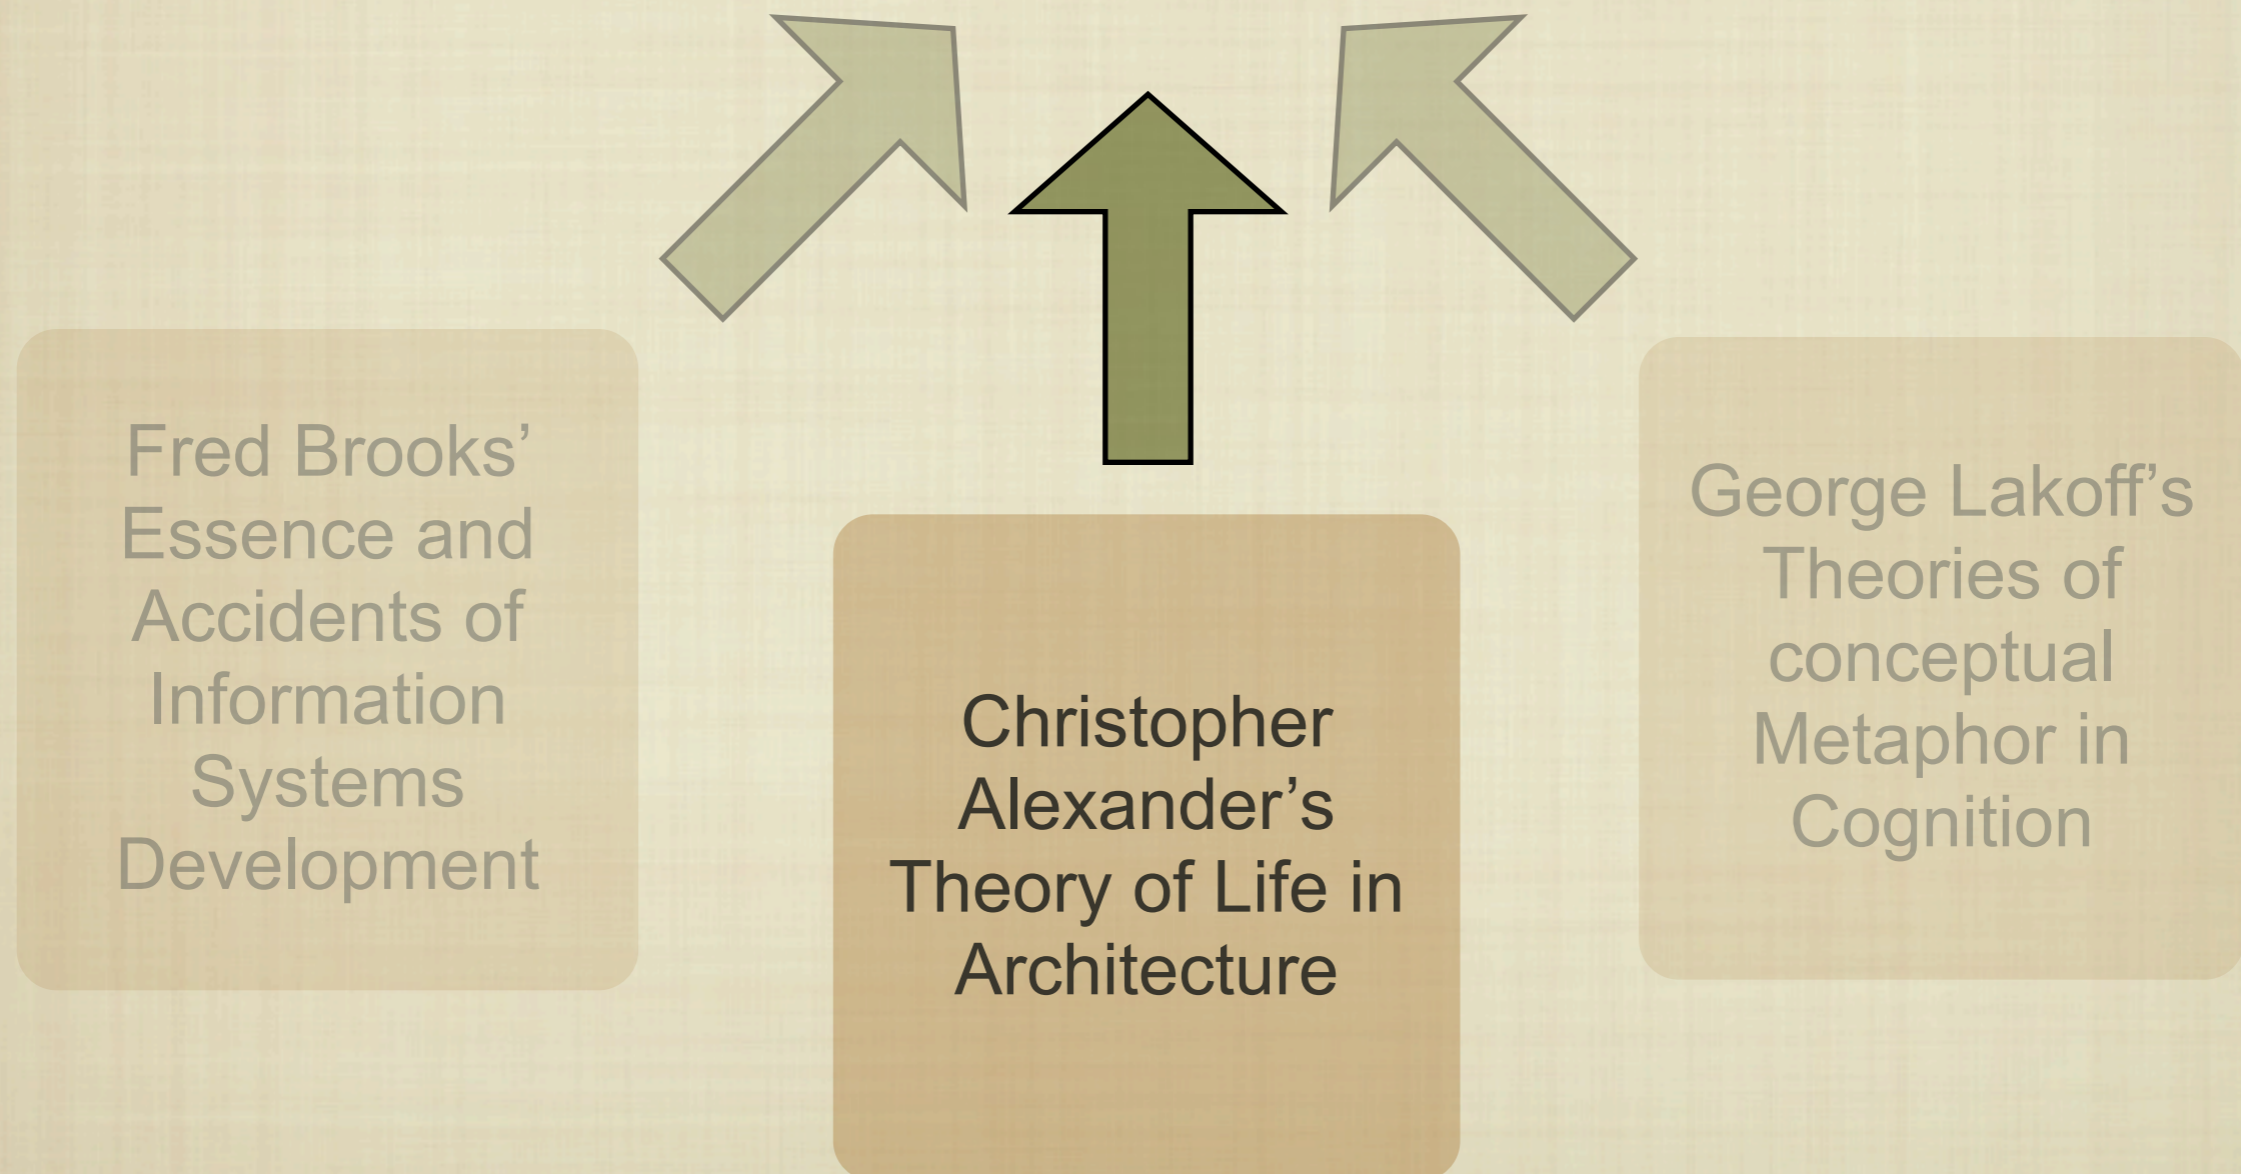 Fred Brooks’
Essence and
Accidents of
Information
Systems
Development
Christopher
Alexander’s
Theory of Life in
Architecture
George Lakoff’s
Theories of
conceptual
Metaphor in
Cognition